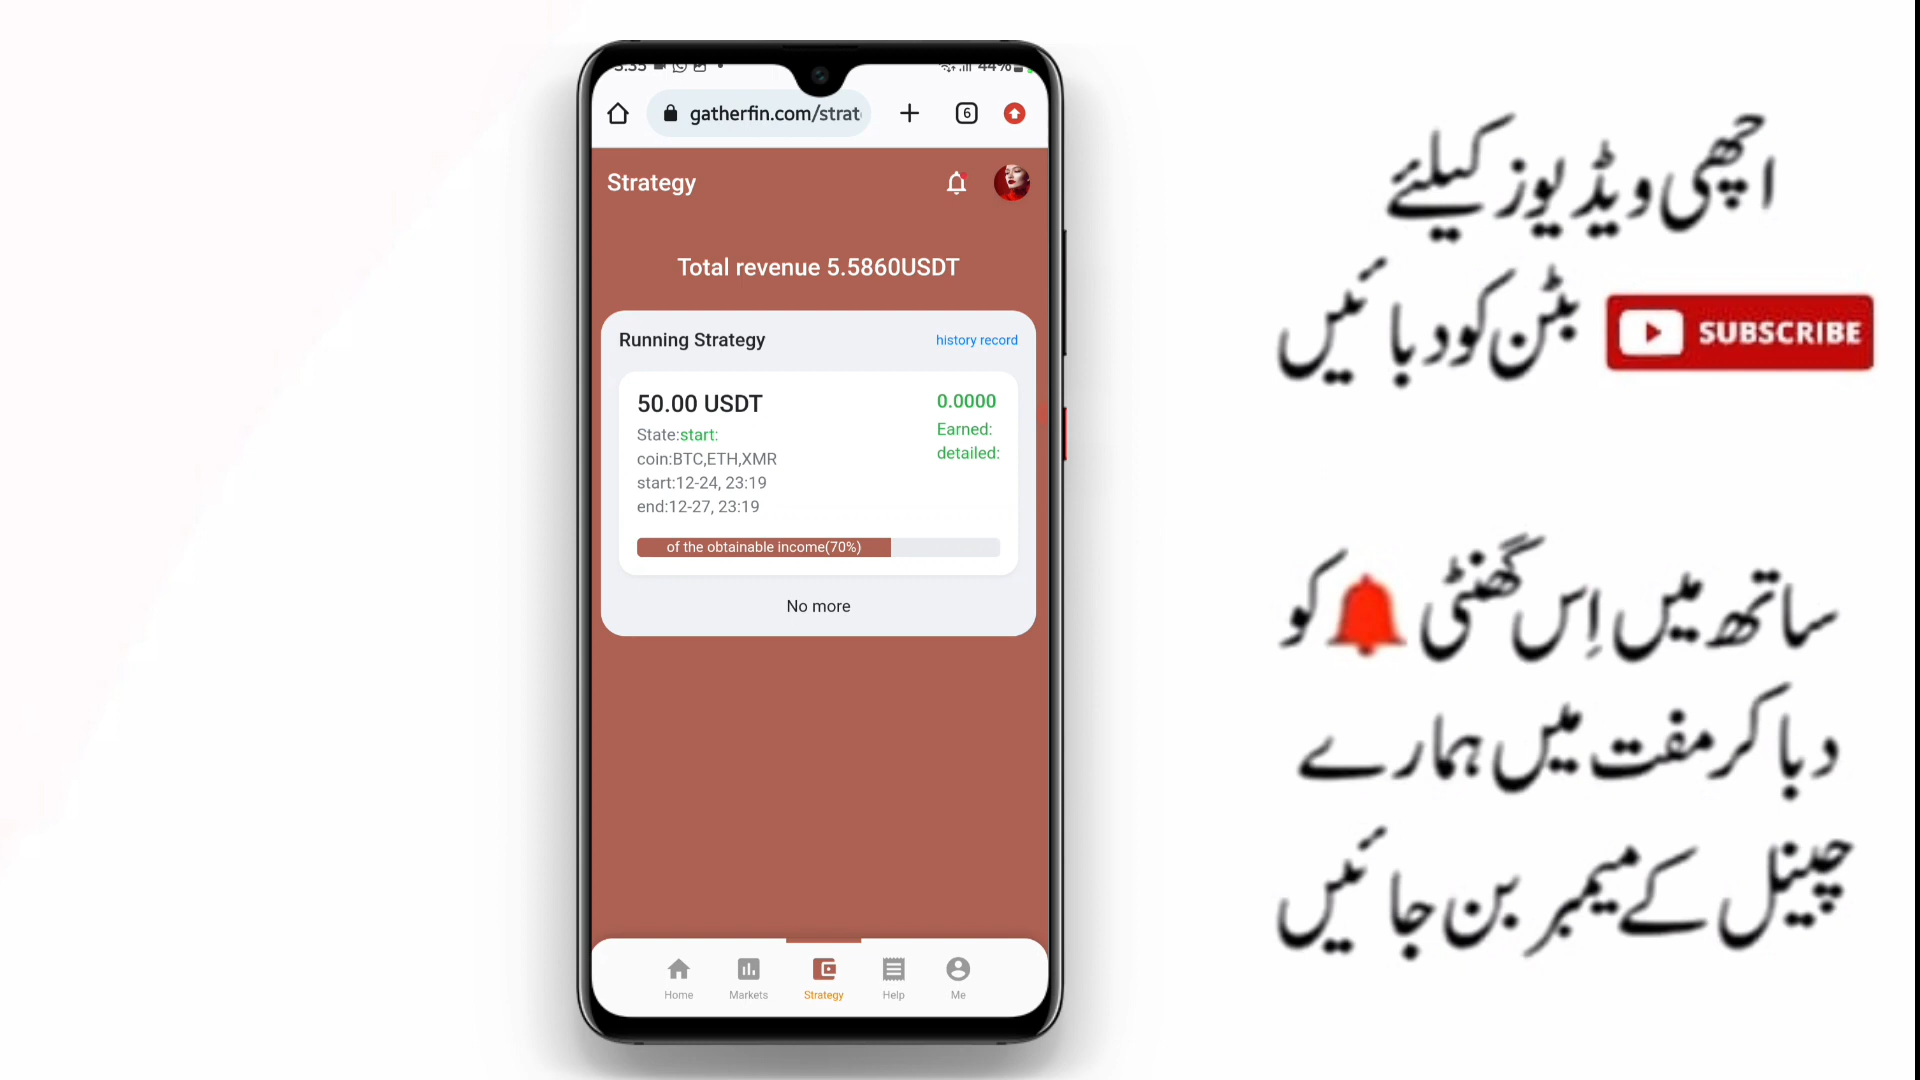 gatherfin.com/strat
6
Strategy
Total revenue 5.5860USDT
Running Strategy
history record
50.00 USDT
0.0000
State:start:
Earned:
coin:BTC,ETH,XMR
detailed:
start:12-24, 23:19
end:12-27, 23:19
of the obtainable income(70%)
No more
Home
Markets
Strategy
Help
Me
اچھی ویڈیوز کیلئے
SUBSCRIBE بٹن کو دبائیں
ساتھ میں اِس گھنٹی کو
دبا کر مفت میں ہمارے
چینل کے میمبر بن جائیں